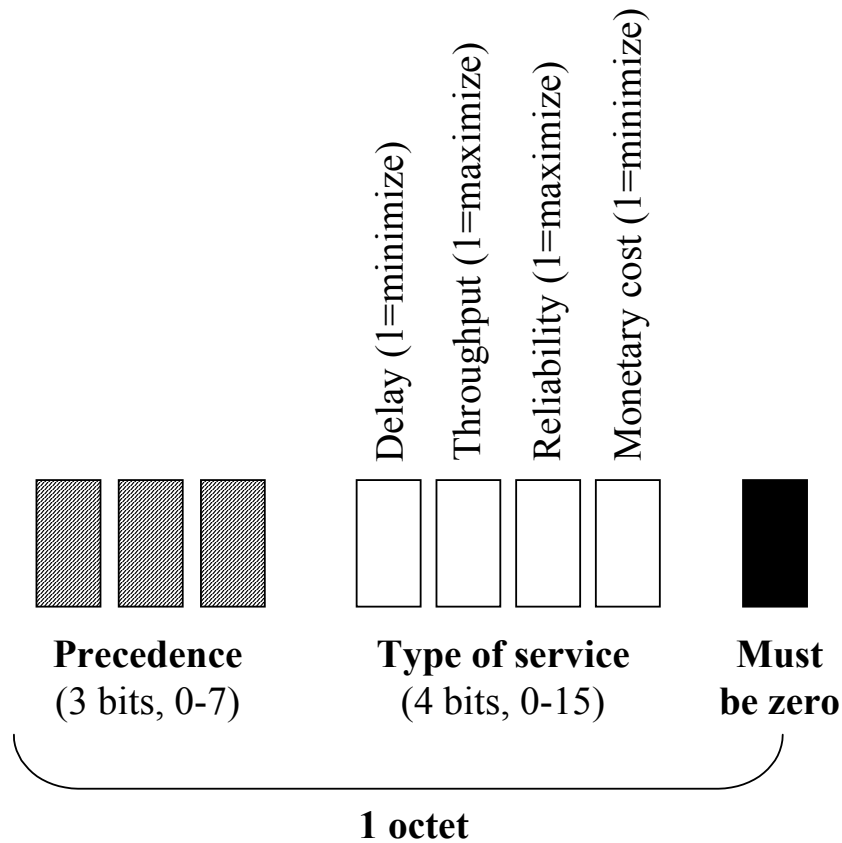 Delay (1=minimize)
Throughput (1=maximize)
Reliability (1=maximize)
Monetary cost (1=minimize)
Precedence
(3 bits, 0-7)
Type of service
(4 bits, 0-15)
Must
be zero
1 octet